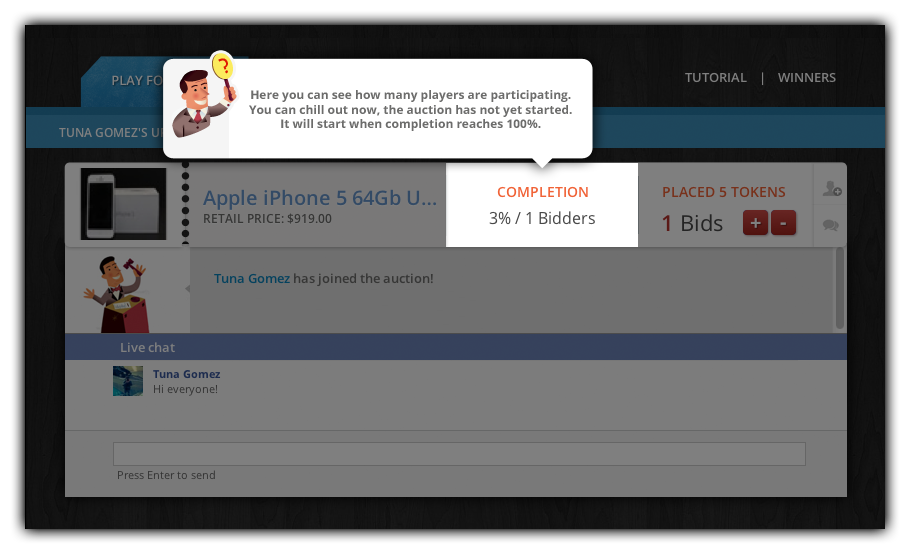 PLAY FO
TUTORIAL | WINNERS
?
Here you can see how many players are participating.
You can chill out now, the auction has not yet started.
It will start when completion reaches 100%.
TUNA GOMEZ'S
Apple iPhone 5 64Gb U...
RETAIL PRICE: $919.00
COMPLETION
3% / 1 Bidders
PLACED 5 TOKENS
1 Bids + -
Tuna Gomez has joined the auction!
Live chat
Tuna Gomez
Hi everyone!
Press Enter to send